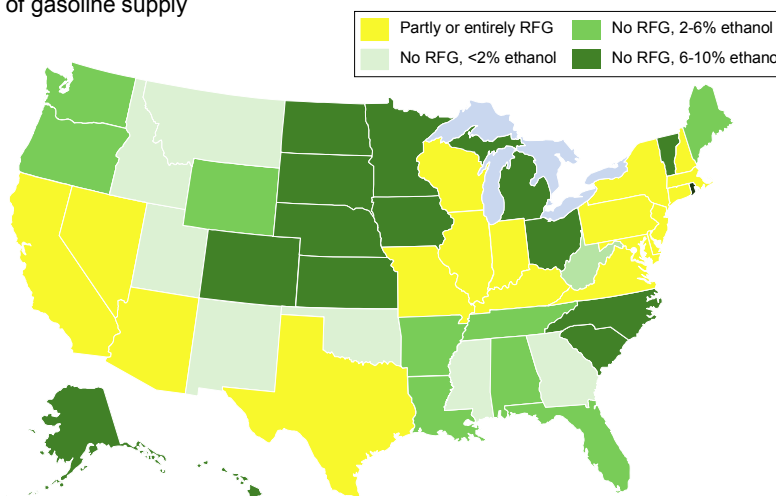 of gasoline supply
Partly or entirely RFG
No RFG, 2-6% ethanol
No RFG, <2% ethanol
No RFG, 6-10% ethano